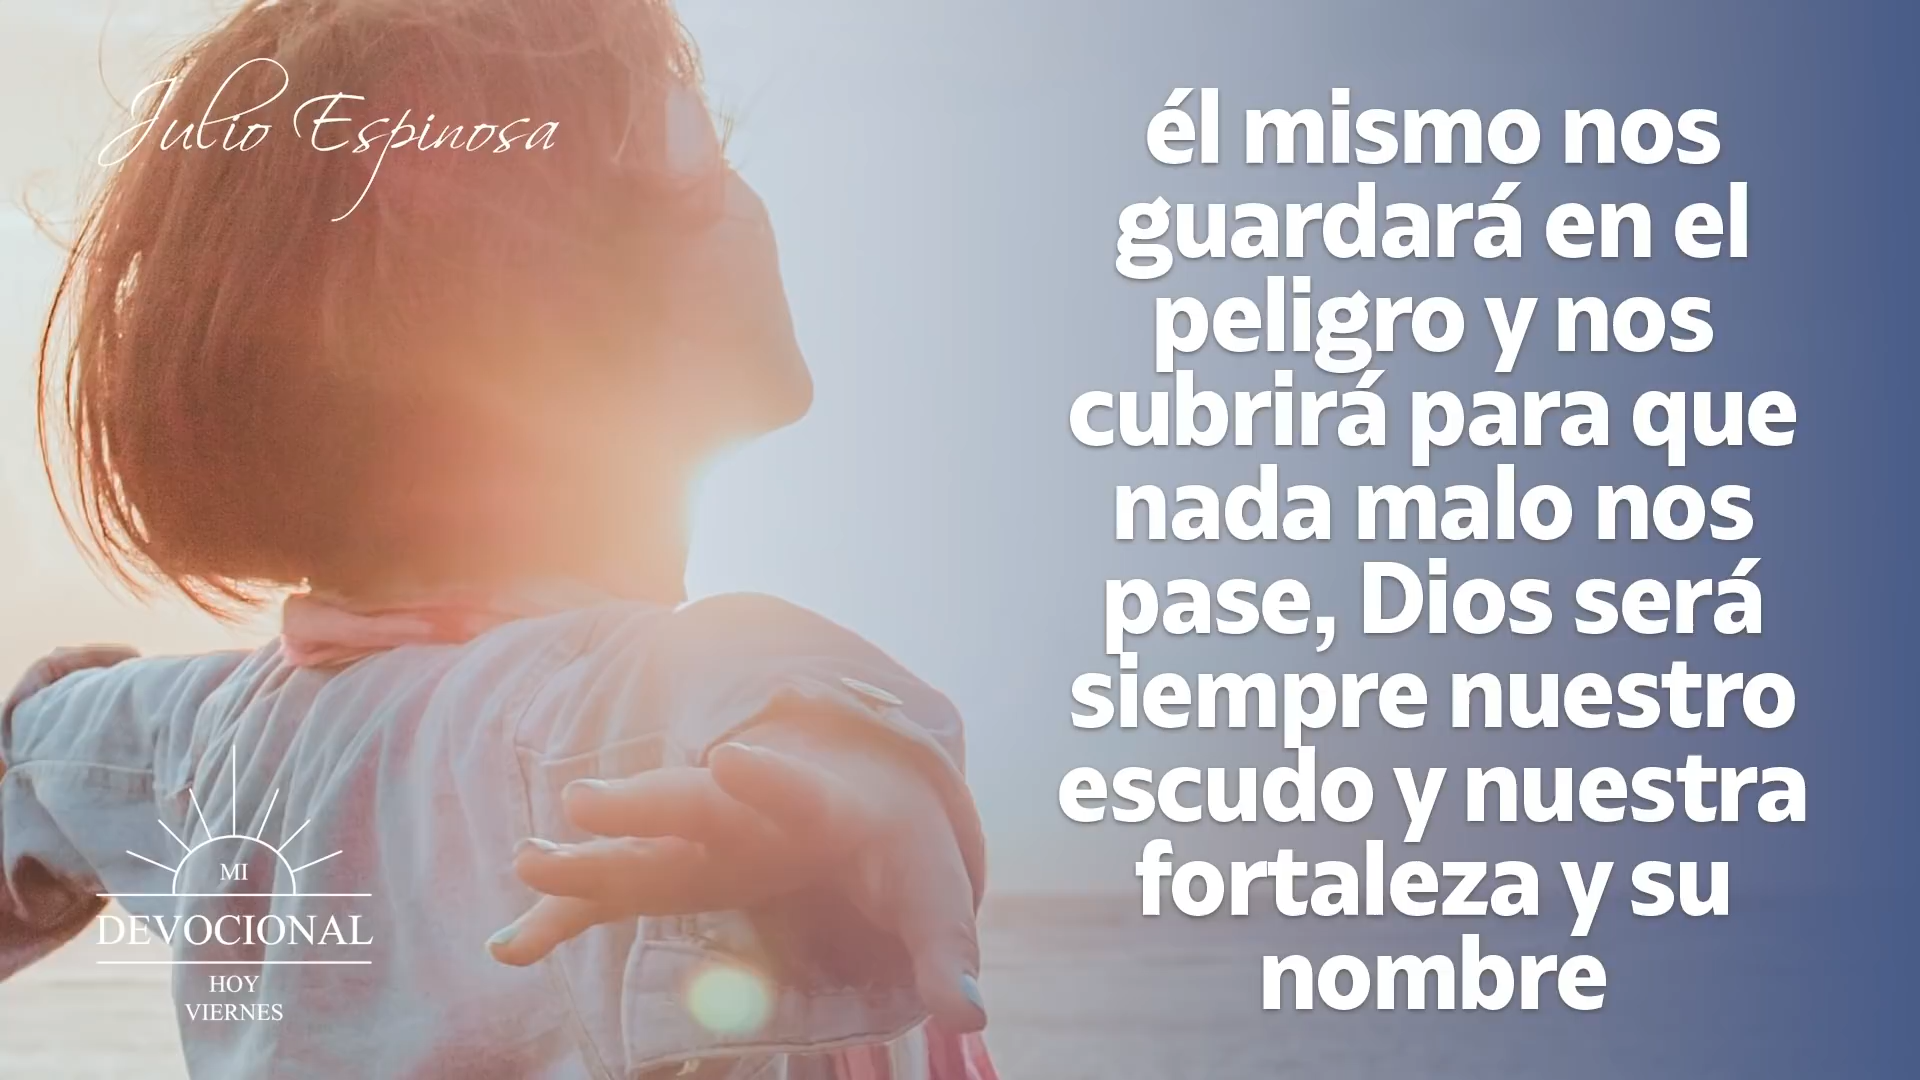 Julio Espinosa
él mismo nos
guardará en el
peligro y nos
cubrirá para que
nada malo nos
pase, Dios será
siempre nuestro
escudo y nuestra
fortaleza y su
nombre
MI
DEVOCIONAL
HOY
VIERNES